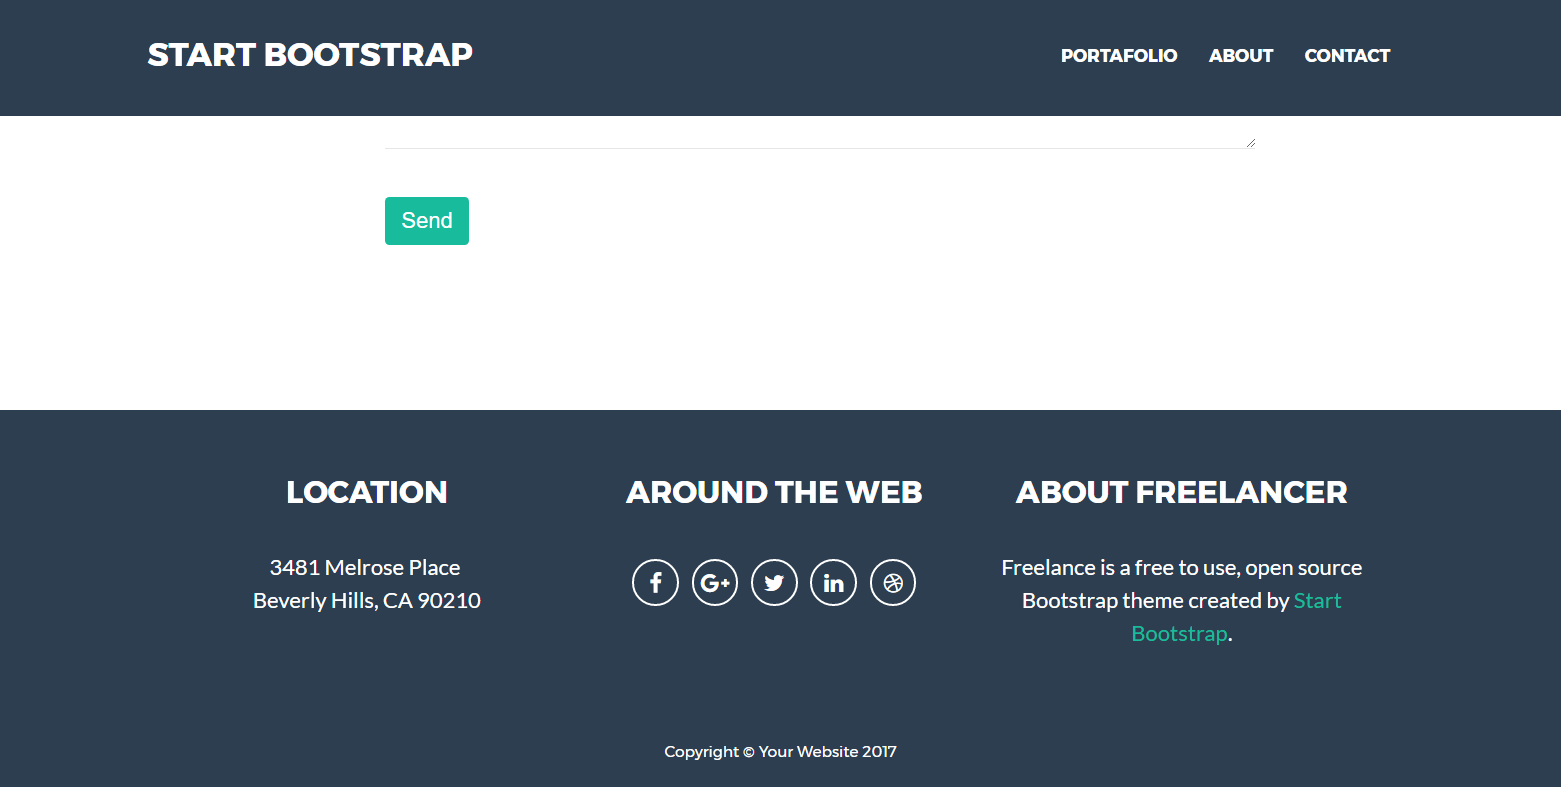 START BOOTSTRAP
PORTAFOLIO ABOUT CONTACT
Send
LOCATION
3481 Melrose Place
Beverly Hills, CA 90210
AROUND THE WEB
ABOUT FREELANCER
Freelance is a free to use, open source
Bootstrap theme created by Start
Bootstrap.
Copyright © Your Website 2017